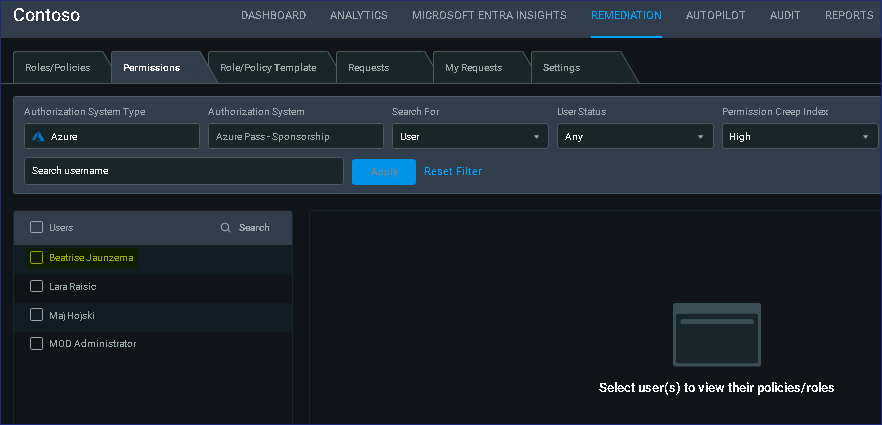 Contoso DASHBOARD ANALYTICS MICROSOFT ENTRA INSIGHTS REMEDIATION AUTOPILOT AUDIT REPORTS
Roles/Policies Permissions Role/Policy Template Requests My Requests Settings
Authorization System Type Authorization System Search For User Status Permission Creep Index
Azure Azure Pass - Sponsorship User Any High
Search username Apply Reset Filter
Users Search
Beatrise Jaunzema
Lara Raisic
Maj Hojski
MOD Administrator
Select user(s) to view their policies/roles